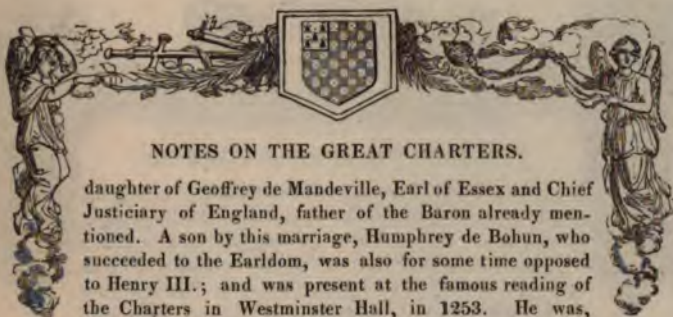 NOTES ON THE GREAT CHARTERS.
daughter of Geoffrey de Mandeville, Earl of Essex and Chief
Justiciary of England, father of the Baron already men-
tioned. A son by this marriage, Humphrey de Bohun, who
succeeded to the Earldom, was also for some time opposed
to Henry III.; and was present at the famous reading of
the Charters in Westminster Hall, in 1253. He was,